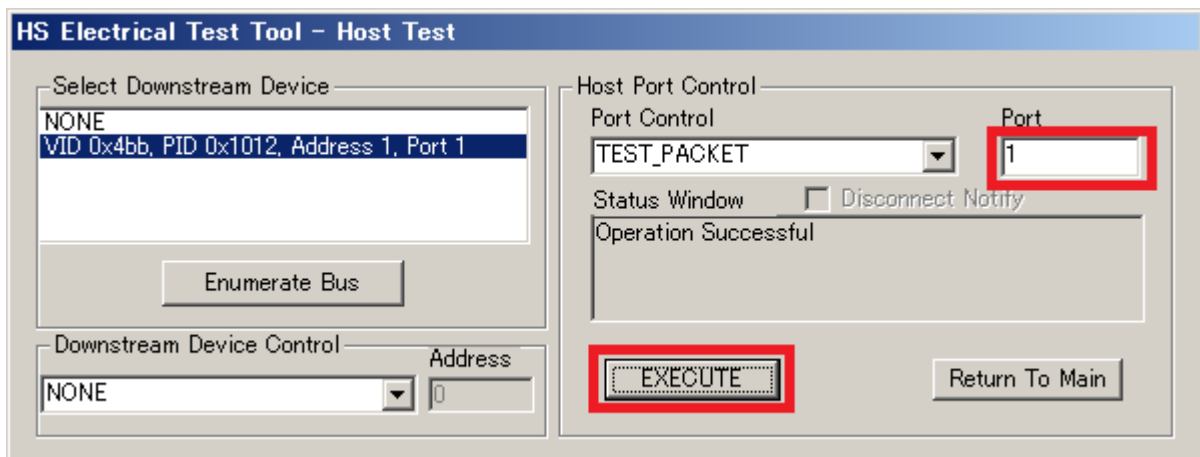 HS Electrical Test Tool - Host Test
Select Downstream Device
NONE
VID 0x4bb, PID 0x1012, Address 1, Port 1
Enumerate Bus
Downstream Device Control
Address
NONE
0
Host Port Control
Port Control
Port
TEST_PACKET
1
Status Window
Disconnect Notify
Operation Successful
EXECUTE
Return To Main